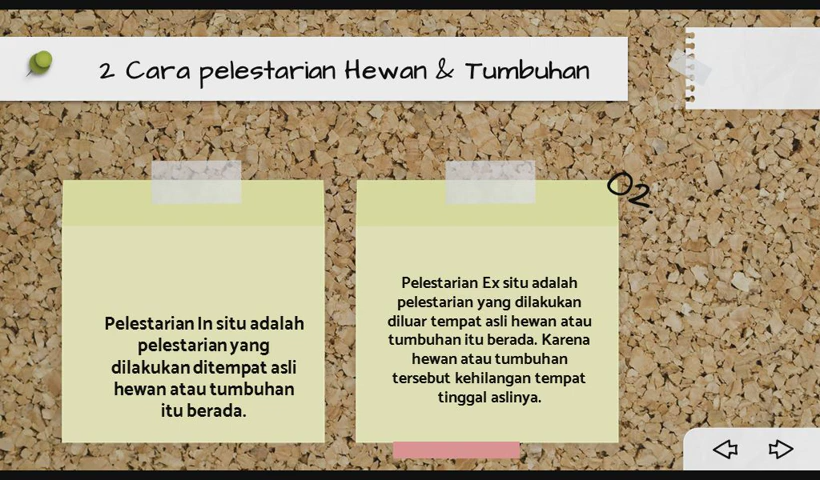 2 Cara pelestarian Hewan & Tumbuhan
Pelestarian In situ adalah
pelestarian yang
dilakukan ditempat asli
hewan atau tumbuhan
itu berada.
02.
Pelestarian Ex situ adalah
pelestarian yang dilakukan
diluar tempat asli hewan atau
tumbuhan itu berada. Karena
hewan atau tumbuhan
tersebut kehilangan tempat
tinggal aslinya.